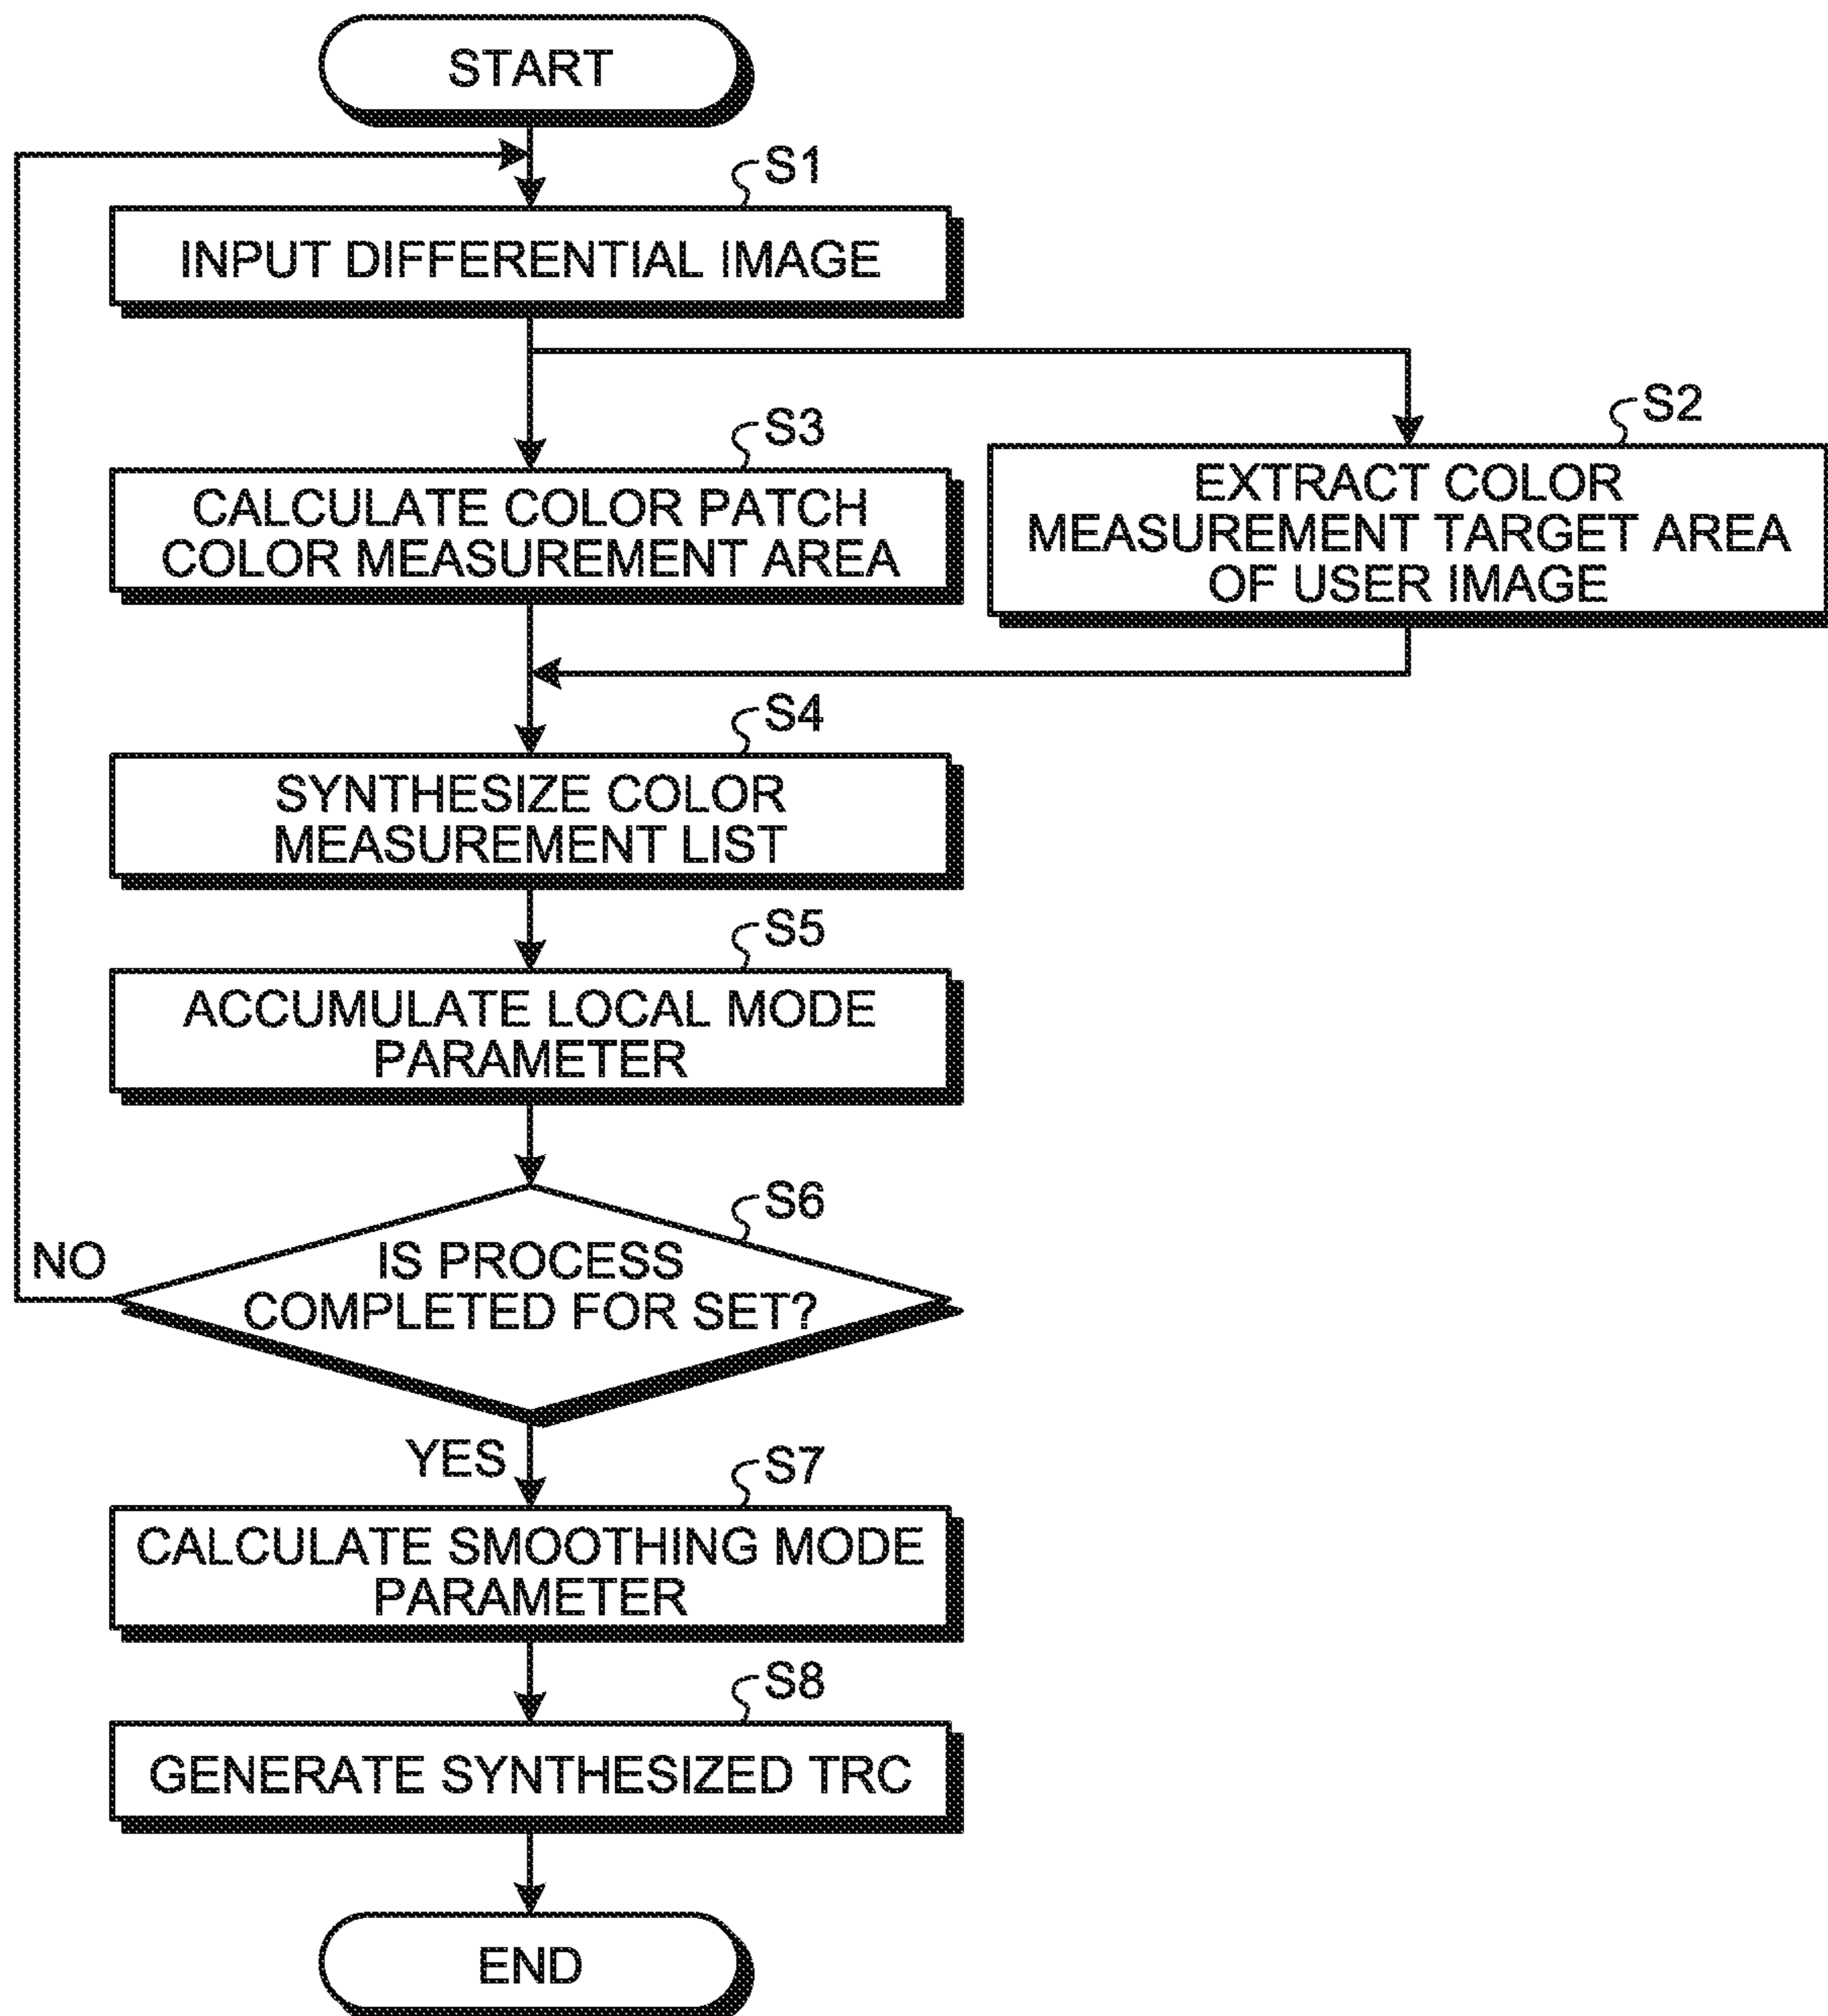 START
S1
INPUT DIFFERENTIAL IMAGE
S2
EXTRACT COLOR
MEASUREMENT TARGET AREA
OF USER IMAGE
S3
CALCULATE COLOR PATCH
COLOR MEASUREMENT AREA
S4
SYNTHESIZE COLOR
MEASUREMENT LIST
S5
ACCUMULATE LOCAL MODE
PARAMETER
S6
IS PROCESS
COMPLETED FOR SET?
NO
YES
S7
CALCULATE SMOOTHING MODE
PARAMETER
S8
GENERATE SYNTHESIZED TRC
END